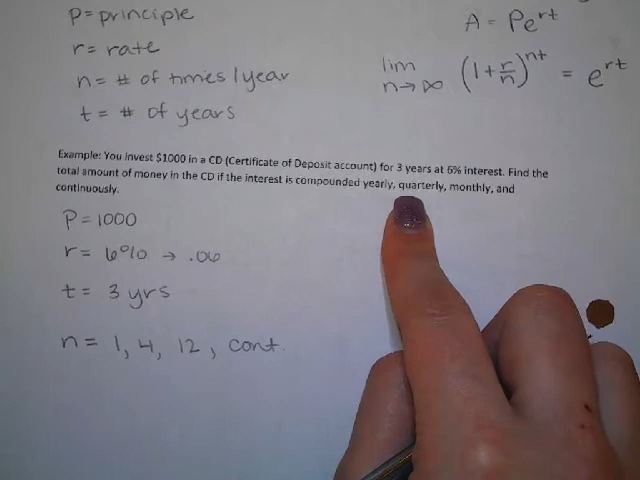 P = principle
r = rate
n = # of times / year
t = # of years
A = Pe^{rt}
lim n→∞ (1 + r/n)^{nt} = e^{rt}
Example: You invest $1000 in a CD (Certificate of Deposit account) for 3 years at 6% interest. Find the
total amount of money in the CD if the interest is compounded yearly, quarterly, monthly, and
continuously.
P = 1000
r = 6% → .06
t = 3 yrs
n = 1, 4, 12, cont.